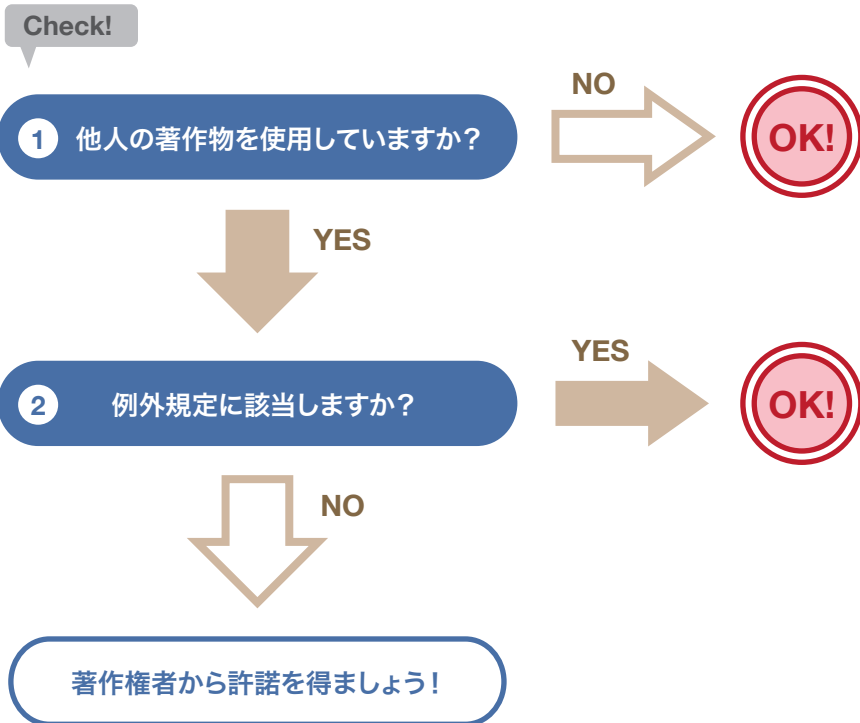 Check!
1 他人の著作物を使用していますか？
NO
OK!
YES
2 例外規定に該当しますか？
YES
OK!
NO
著作権者から許諾を得ましょう！